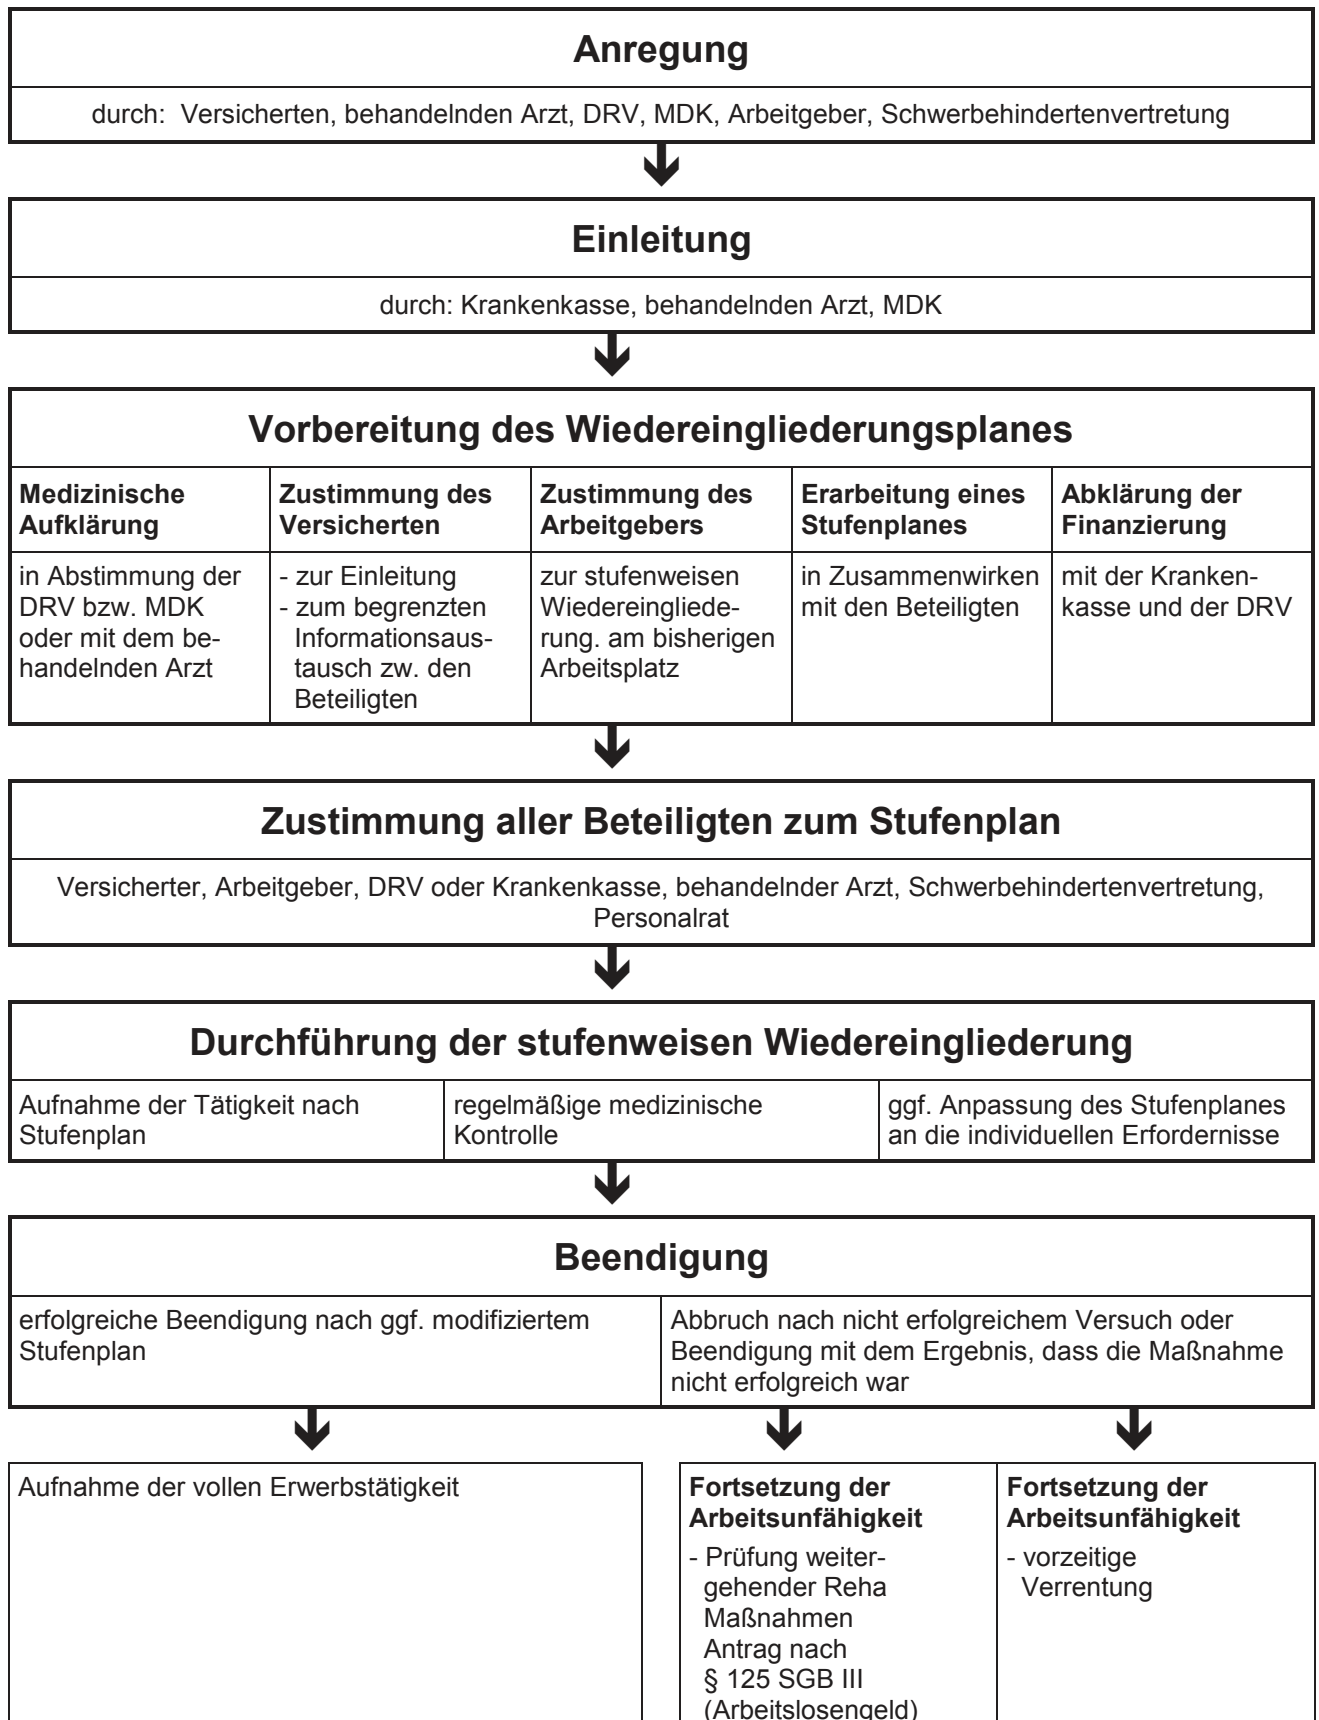 Anregung
durch: Versicherten, behandelnden Arzt, DRV, MDK, Arbeitgeber, Schwerbehindertenvertretung
Einleitung
durch: Krankenkasse, behandelnden Arzt, MDK
Vorbereitung des Wiedereingliederungsplanes
Medizinische
Aufklärung
in Abstimmung der
DRV bzw. MDK
oder mit dem be-
handelnden Arzt
Zustimmung des
Versicherten
- zur Einleitung
- zum begrenzten
Informationsaus-
tausch zw. den
Beteiligten
Zustimmung des
Arbeitgebers
zur stufenweisen
Wiedereingliede-
rung. am bisherigen
Arbeitsplatz
Erarbeitung eines
Stufenplanes
in Zusammenwirken
mit den Beteiligten
Abklärung der
Finanzierung
mit der Kranken-
kasse und der DRV
Zustimmung aller Beteiligten zum Stufenplan
Versicherter, Arbeitgeber, DRV oder Krankenkasse, behandelnder Arzt, Schwerbehindertenvertretung,
Personalrat
Durchführung der stufenweisen Wiedereingliederung
Aufnahme der Tätigkeit nach
Stufenplan
regelmäßige medizinische
Kontrolle
ggf. Anpassung des Stufenplanes
an die individuellen Erfordernisse
Beendigung
erfolgreiche Beendigung nach ggf. modifiziertem
Stufenplan
Abbruch nach nicht erfolgreichem Versuch oder
Beendigung mit dem Ergebnis, dass die Maßnahme
nicht erfolgreich war
Aufnahme der vollen Erwerbstätigkeit
Fortsetzung der
Arbeitsunfähigkeit
- Prüfung weiter-
gehender Reha
Maßnahmen
Antrag nach
§ 125 SGB III
(Arbeitslosengeld)
Fortsetzung der
Arbeitsunfähigkeit
- vorzeitige
Verrentung